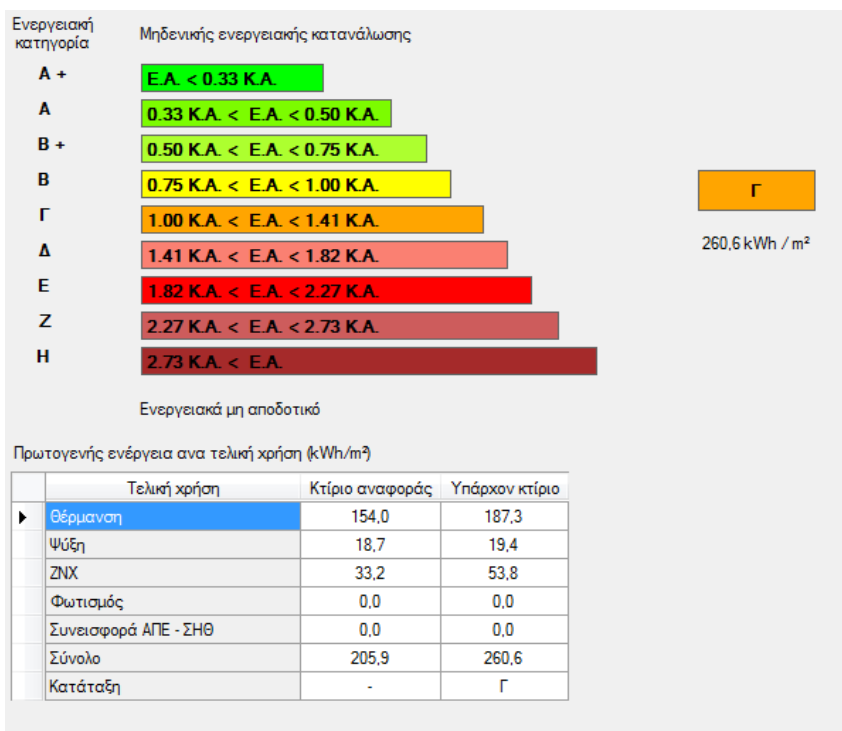 Ενεργειακή
κατηγορία
Μηδενικής ενεργειακής κατανάλωσης
Α + Ε.Α. < 0.33 Κ.Α.
Α 0.33 Κ.Α. < Ε.Α. < 0.50 Κ.Α.
Β + 0.50 Κ.Α. < Ε.Α. < 0.75 Κ.Α.
Β 0.75 Κ.Α. < Ε.Α. < 1.00 Κ.Α.
Γ
Γ 1.00 Κ.Α. < Ε.Α. < 1.41 Κ.Α.
260,6 kWh / m²
Δ 1.41 Κ.Α. < Ε.Α. < 1.82 Κ.Α.
Ε 1.82 Κ.Α. < Ε.Α. < 2.27 Κ.Α.
Ζ 2.27 Κ.Α. < Ε.Α. < 2.73 Κ.Α.
Η 2.73 Κ.Α. < Ε.Α.
Ενεργειακά μη αποδοτικό
Πρωτογενής ενέργεια ανα τελική χρήση (kWh/m²)
Τελική χρήση Κτίριο αναφοράς Υπάρχον κτίριο
Θέρμανση 154,0 187,3
Ψύξη 18,7 19,4
ΖΝΧ 33,2 53,8
Φωτισμός 0,0 0,0
Συνεισφορά ΑΠΕ - ΣΗΘ 0,0 0,0
Σύνολο 205,9 260,6
Κατάταξη - Γ